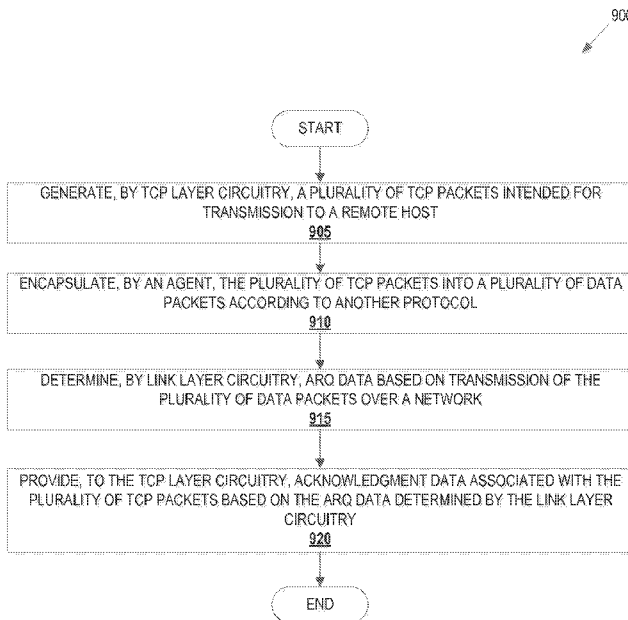 900
START
GENERATE, BY TCP LAYER CIRCUITRY, A PLURALITY OF TCP PACKETS INTENDED FOR
TRANSMISSION TO A REMOTE HOST
905
ENCAPSULATE, BY AN AGENT, THE PLURALITY OF TCP PACKETS INTO A PLURALITY OF DATA
PACKETS ACCORDING TO ANOTHER PROTOCOL
910
DETERMINE, BY LINK LAYER CIRCUITRY, ARQ DATA BASED ON TRANSMISSION OF THE
PLURALITY OF DATA PACKETS OVER A NETWORK
915
PROVIDE, TO THE TCP LAYER CIRCUITRY, ACKNOWLEDGMENT DATA ASSOCIATED WITH THE
PLURALITY OF TCP PACKETS BASED ON THE ARQ DATA DETERMINED BY THE LINK LAYER
CIRCUITRY
920
END